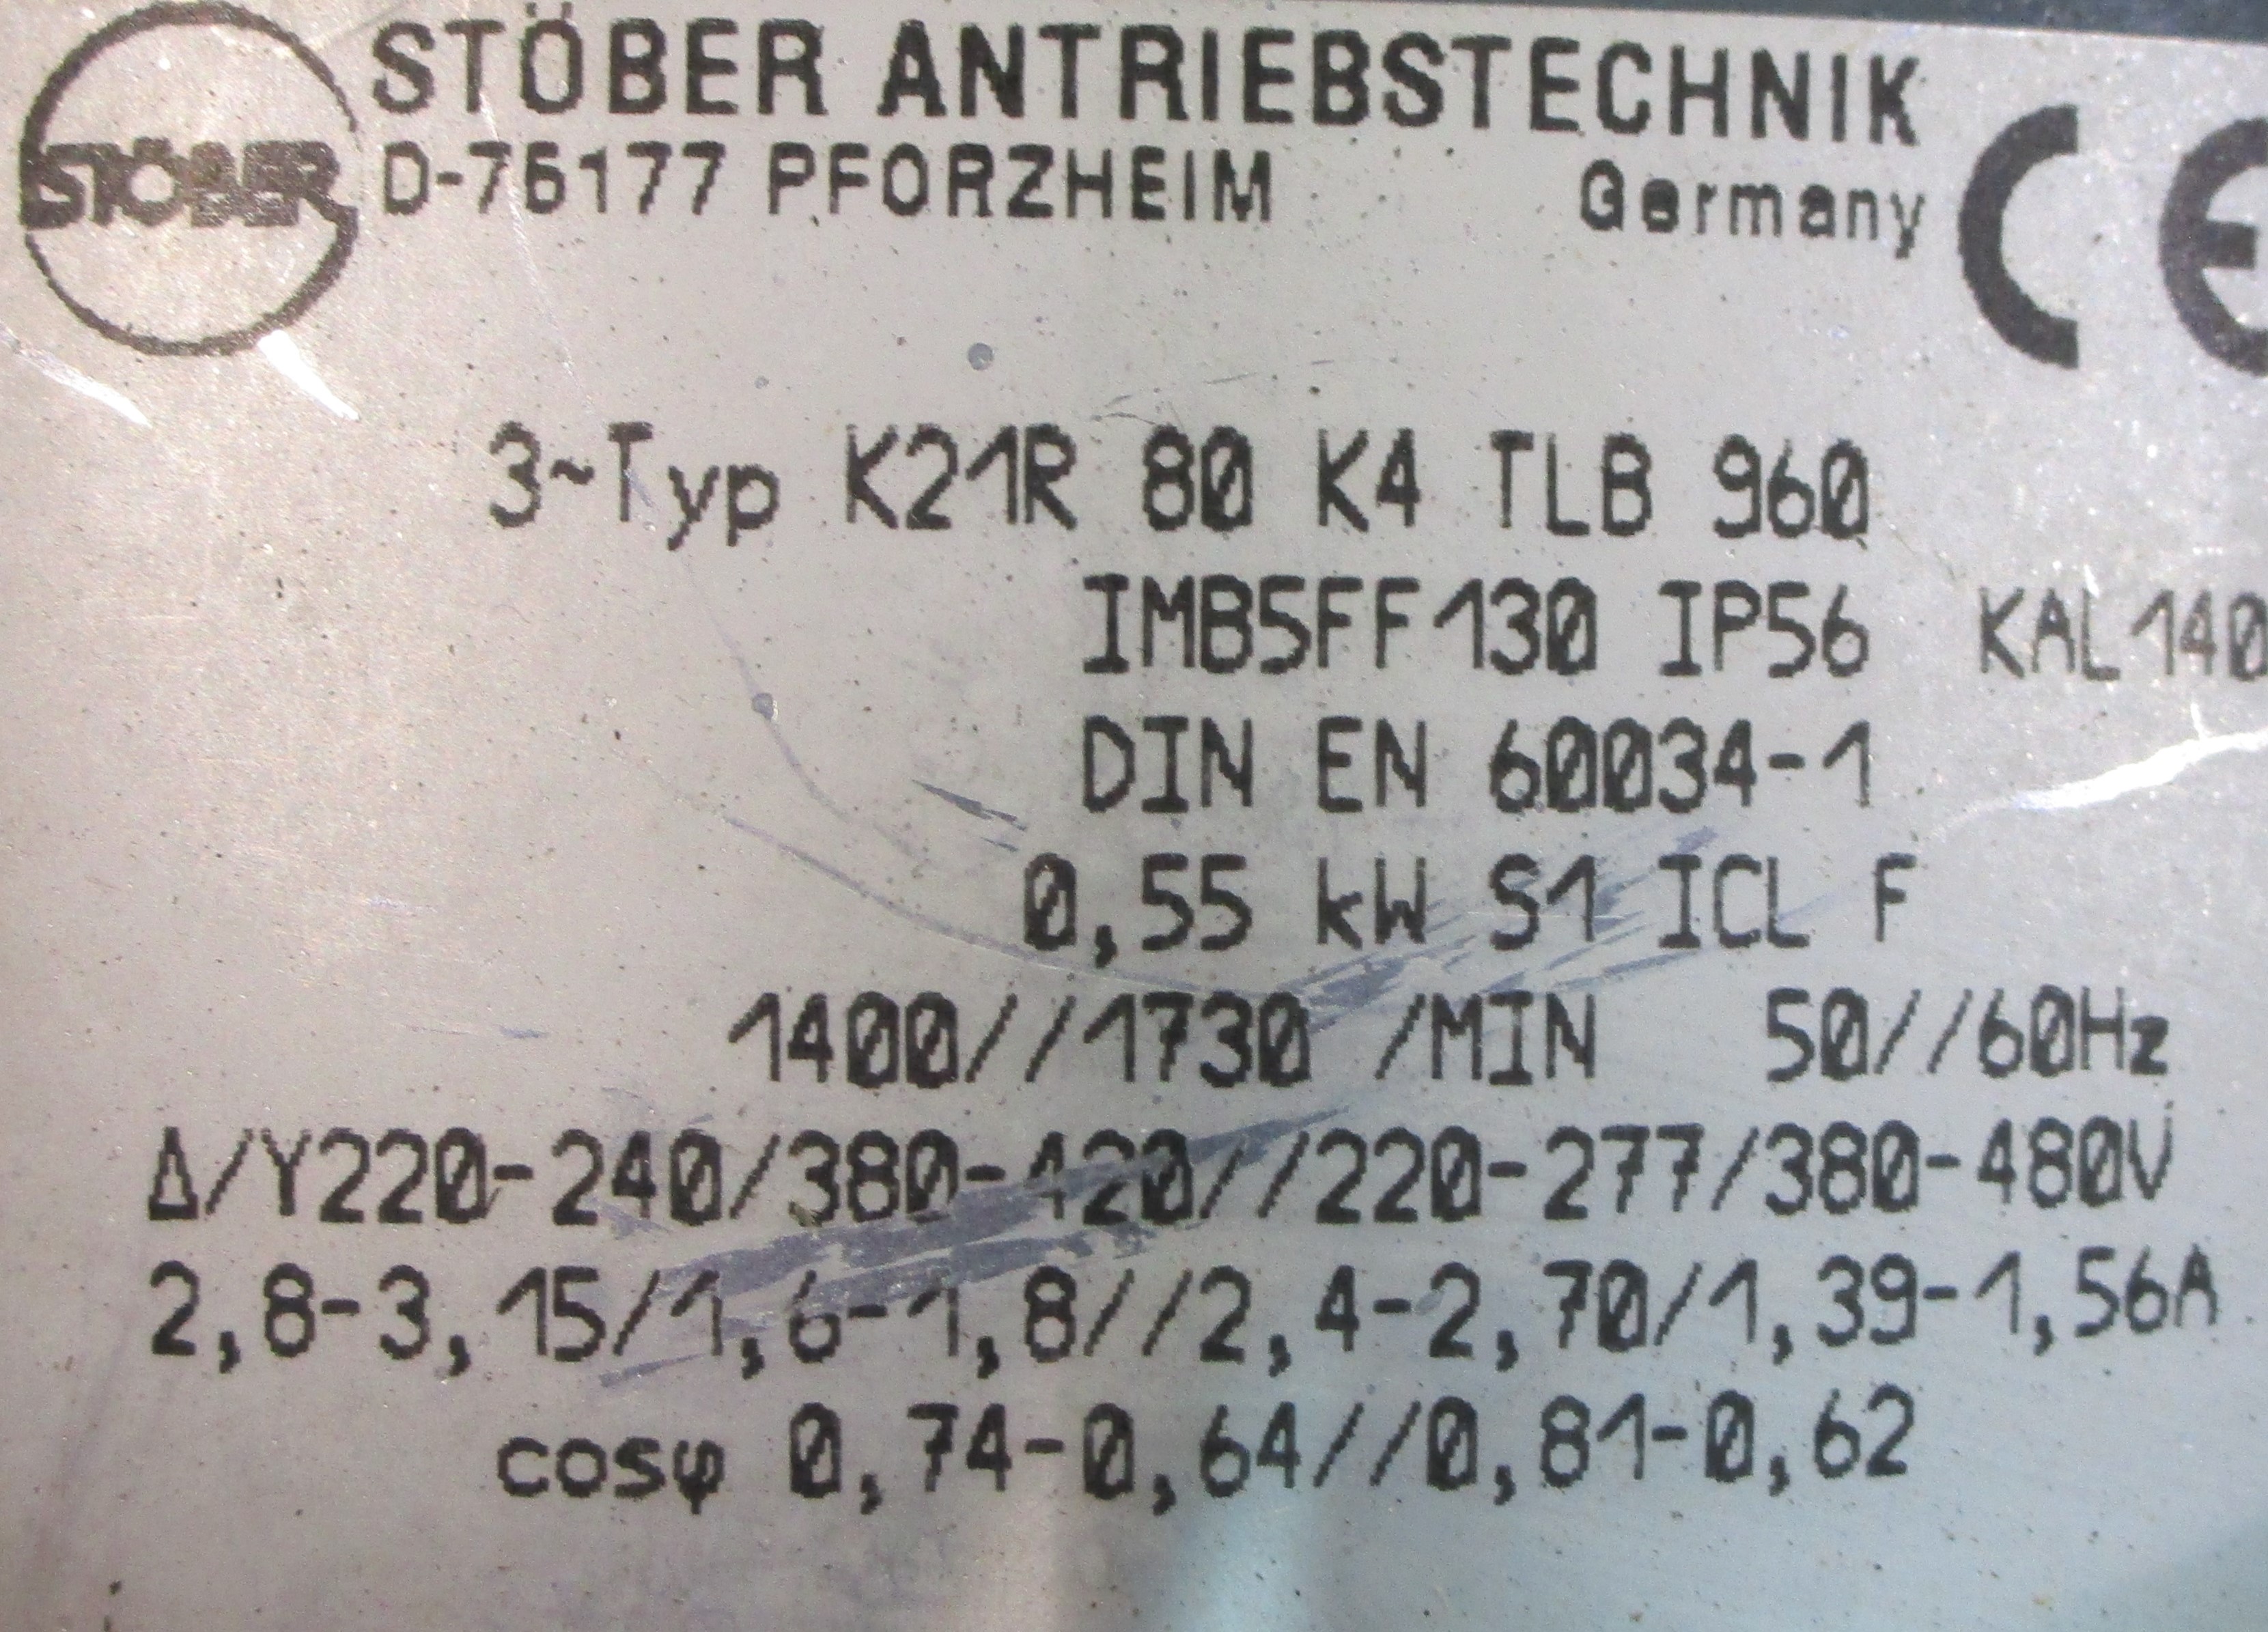 STÖBER
STÖBER ANTRIEBSTECHNIK
D-75177 PFORZHEIM Germany
CE
3~Typ K21R 80 K4 TLB 960
IMB5FF130 IP56 KAL140
DIN EN 60034-1
0,55 kW S1 ICL F
1400//1730 /MIN 50//60Hz
Δ/Y220-240/380-420//220-277/380-480V
2,8-3,15/1,6-1,8//2,4-2,70/1,39-1,56A
cosφ 0,74-0,64//0,81-0,62